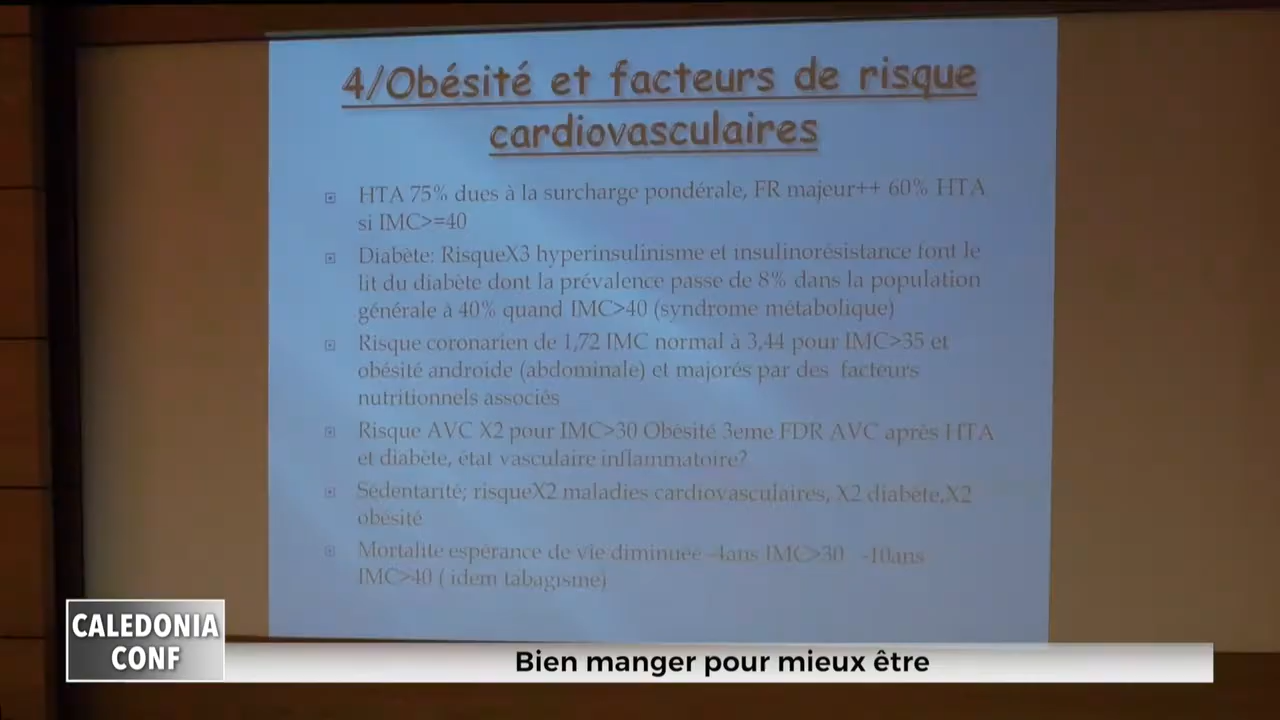 4/Obésité et facteurs de risque
cardiovasculaires
HTA 75% dues à la surcharge pondérale, FR majeur++ 60% HTA
si IMC>=40
Diabète: RisqueX3 hyperinsulinisme et insulinorésistance font le
lit du diabète dont la prévalence passe de 8% dans la population
générale à 40% quand IMC>40 (syndrome métabolique)
Risque coronarien de 1,72 IMC normal à 3,44 pour IMC>35 et
obésité androide (abdominale) et majorés par des facteurs
nutritionnels associés
Risque AVC X2 pour IMC>30 Obésité 3eme FDR AVC après HTA
et diabète, état vasculaire inflammatoire?
Sédentarité; risqueX2 maladies cardiovasculaires, X2 diabète,X2
obésité
Mortalite espérance de vie diminuée -4ans IMC>30 -10ans
IMC>40 ( idem tabagisme)
CALEDONIA
CONF
Bien manger pour mieux être